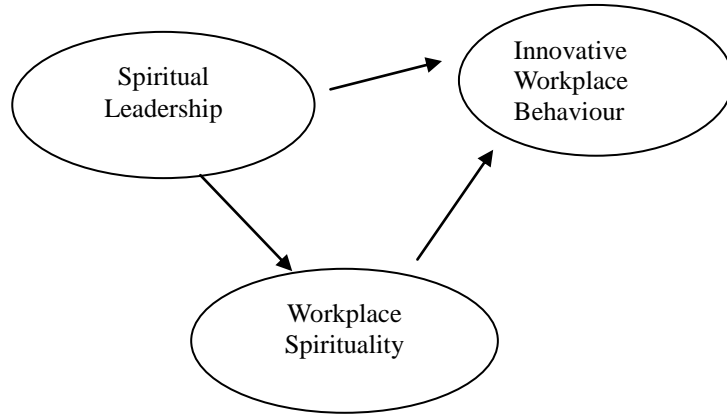 Spiritual
Leadership
Innovative
Workplace
Behaviour
Workplace
Spirituality